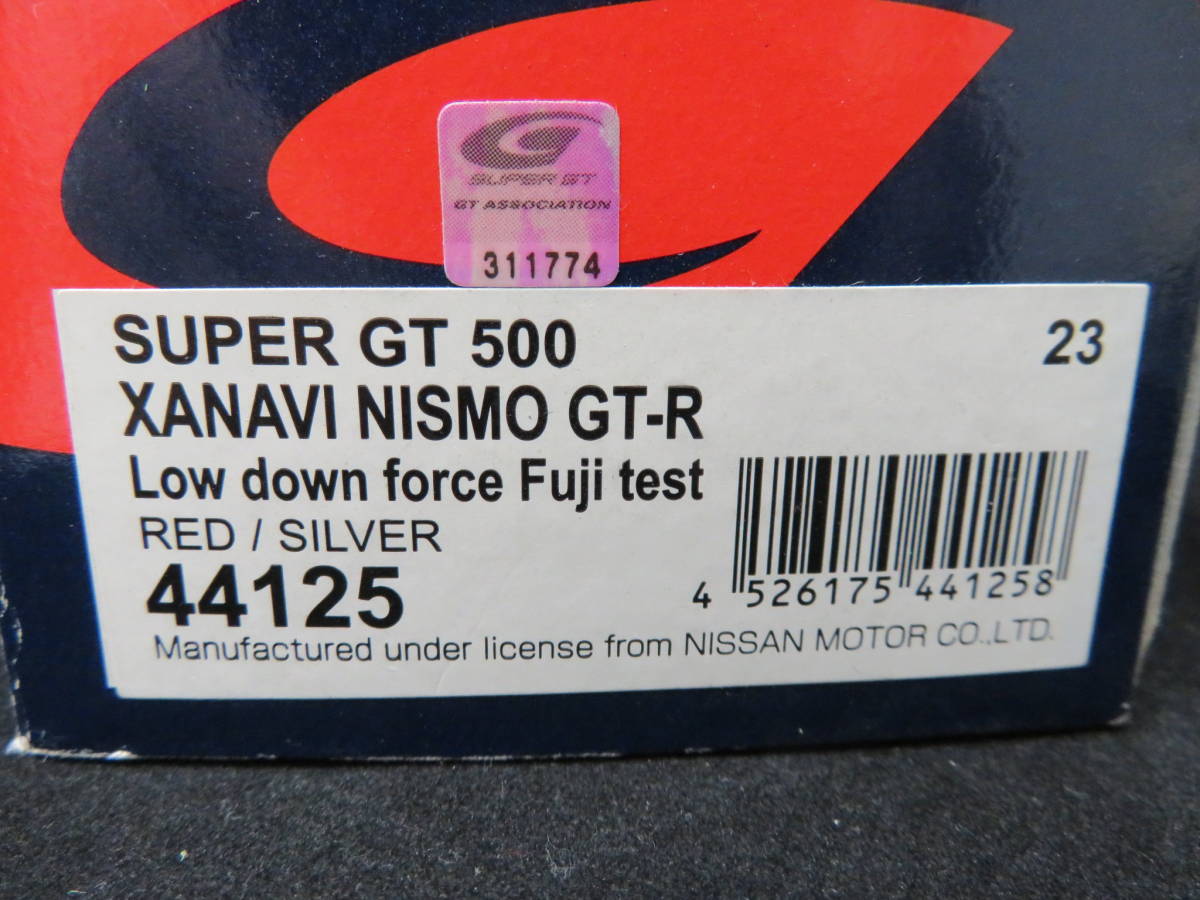 SUPER GT
GT ASSOCIATION
311774
SUPER GT 500 23
XANAVI NISMO GT-R
Low down force Fuji test
RED / SILVER
44125
4 526175 441258
Manufactured under license from NISSAN MOTOR CO.,LTD.